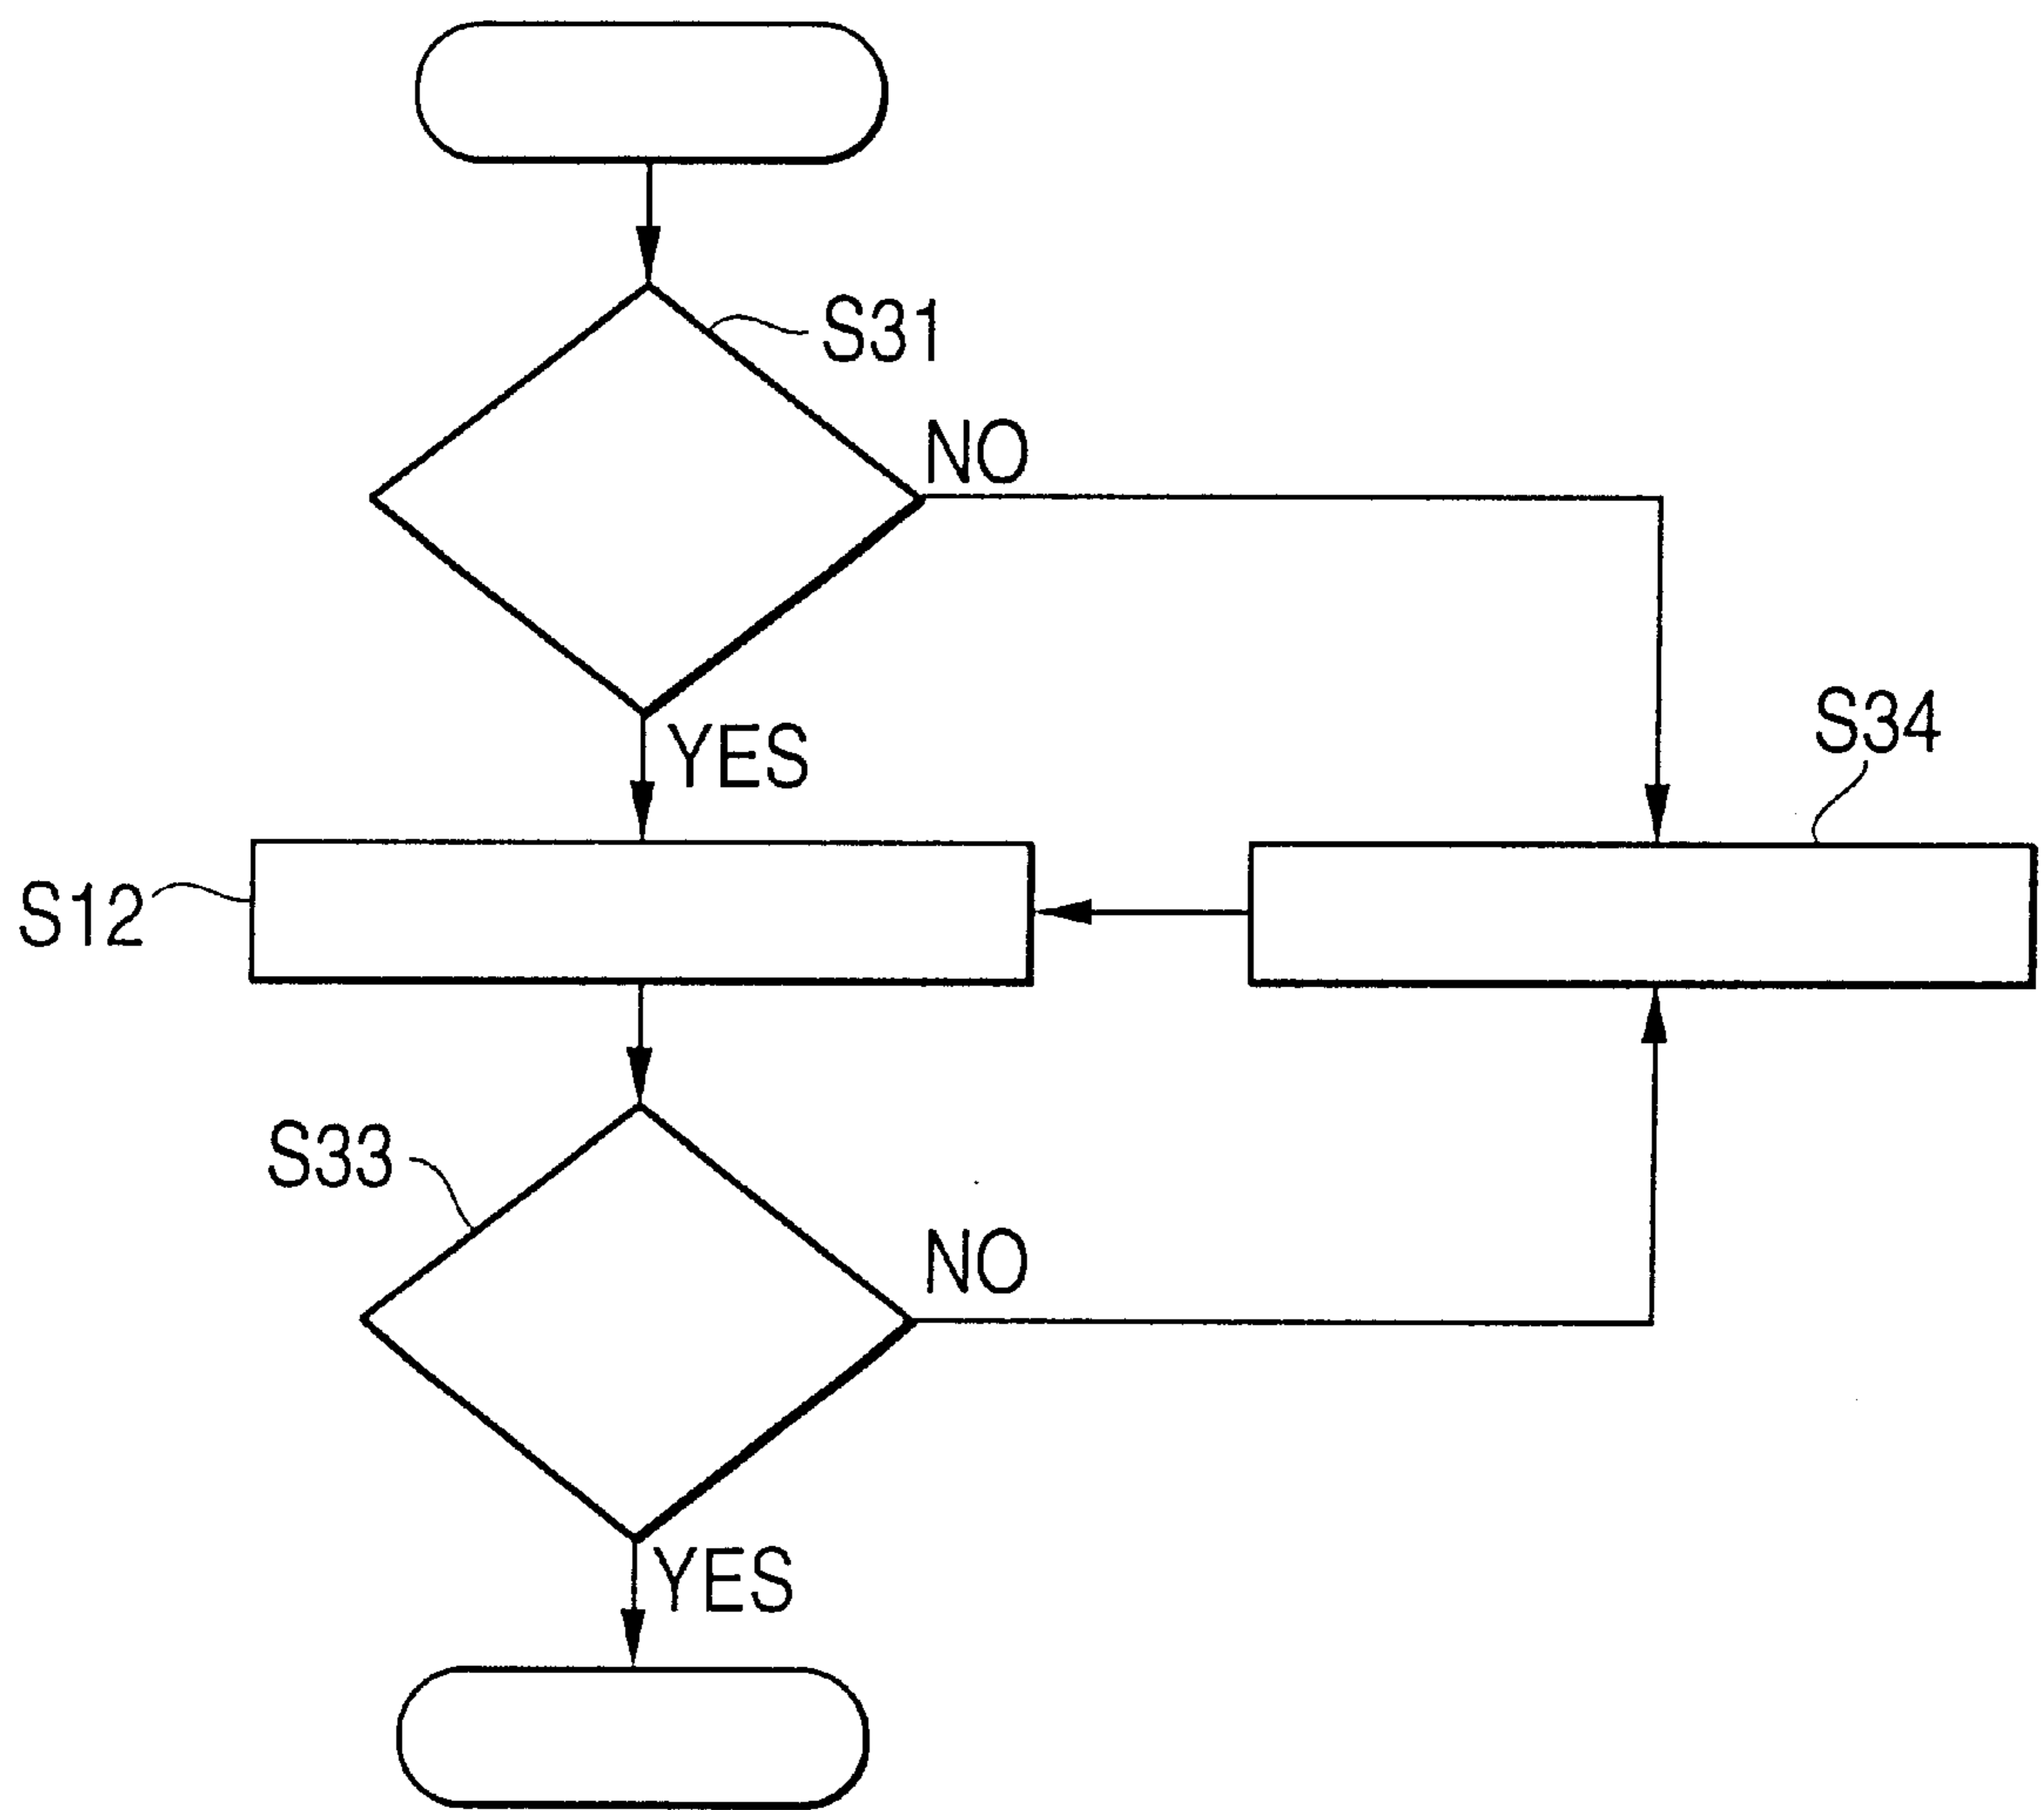 S31
NO
YES
S34
S12
S33
NO
YES